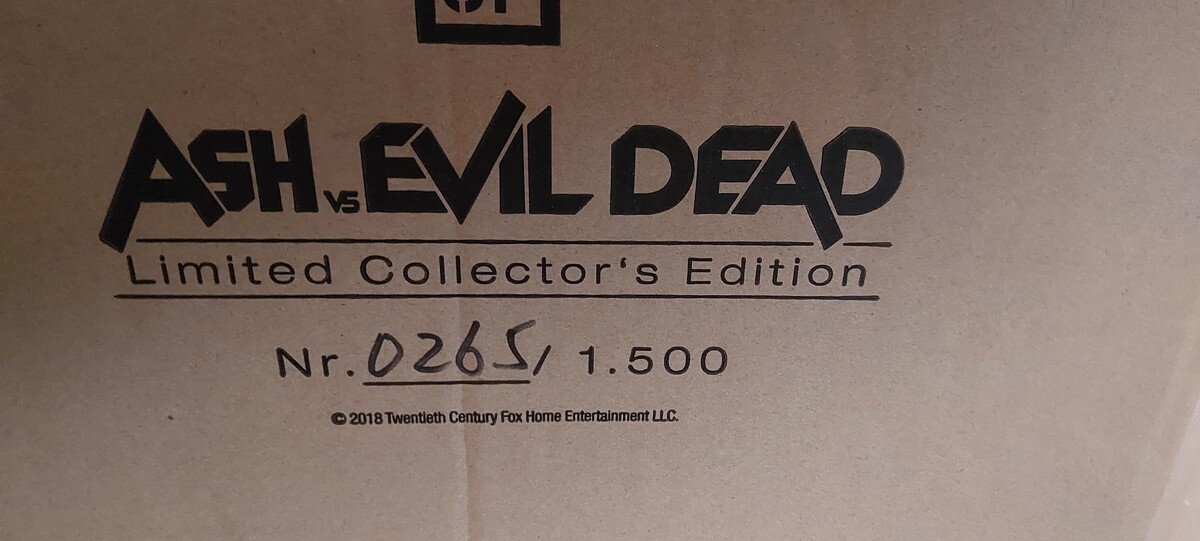 ASH vs EVIL DEAD
Limited Collector‘s Edition
Nr. 0265/ 1.500
© 2018 Twentieth Century Fox Home Entertainment LLC.